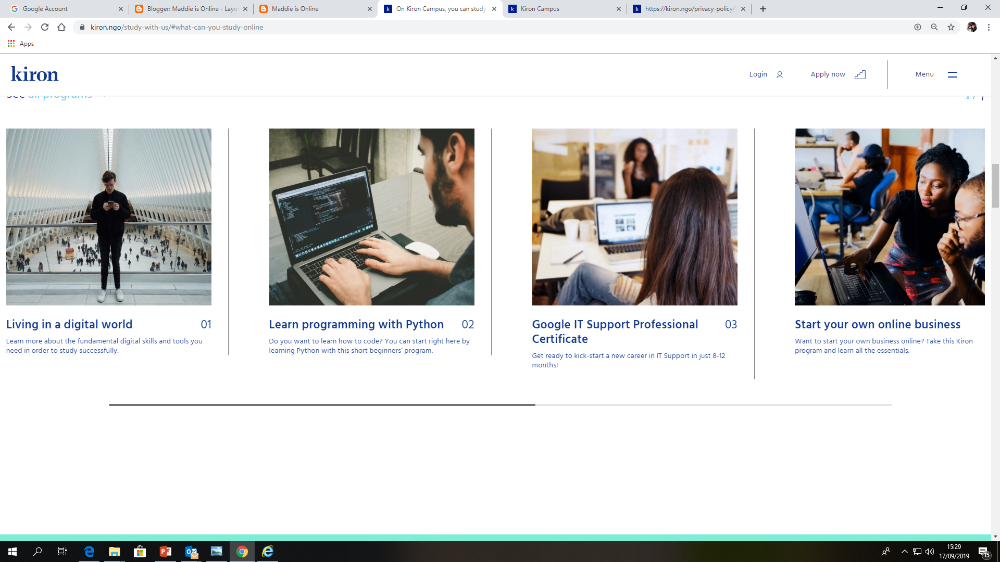 Google Account
Blogger: Maddie is Online - Layo
Maddie is Online
On Kiron Campus, you can study
Kiron Campus
https://kiron.ngo/privacy-policy/
kiron.ngo/study-with-us/#what-can-you-study-online
Apps
kiron
Login
Apply now
Menu
See all programs
Living in a digital world 01
Learn more about the fundamental digital skills and tools you
need in order to study successfully.
Learn programming with Python 02
Do you want to learn how to code? You can start right here by
learning Python with this short beginners’ program.
Google IT Support Professional 03
Certificate
Get ready to kick-start a new career in IT Support in just 8-12
months!
Start your own online business
Want to start your own business online? Take this Kiron
program and learn all the essentials.
15:29
17/09/2019
15